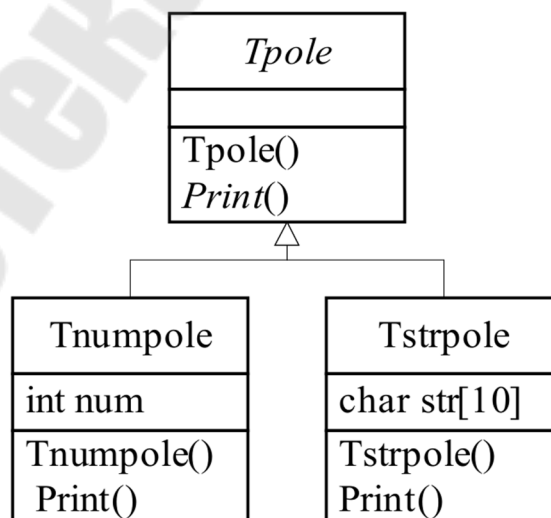 Tpole
Tpole()
Print()
Tnumpole
int num
Tnumpole()
Print()
Tstrpole
char str[10]
Tstrpole()
Print()